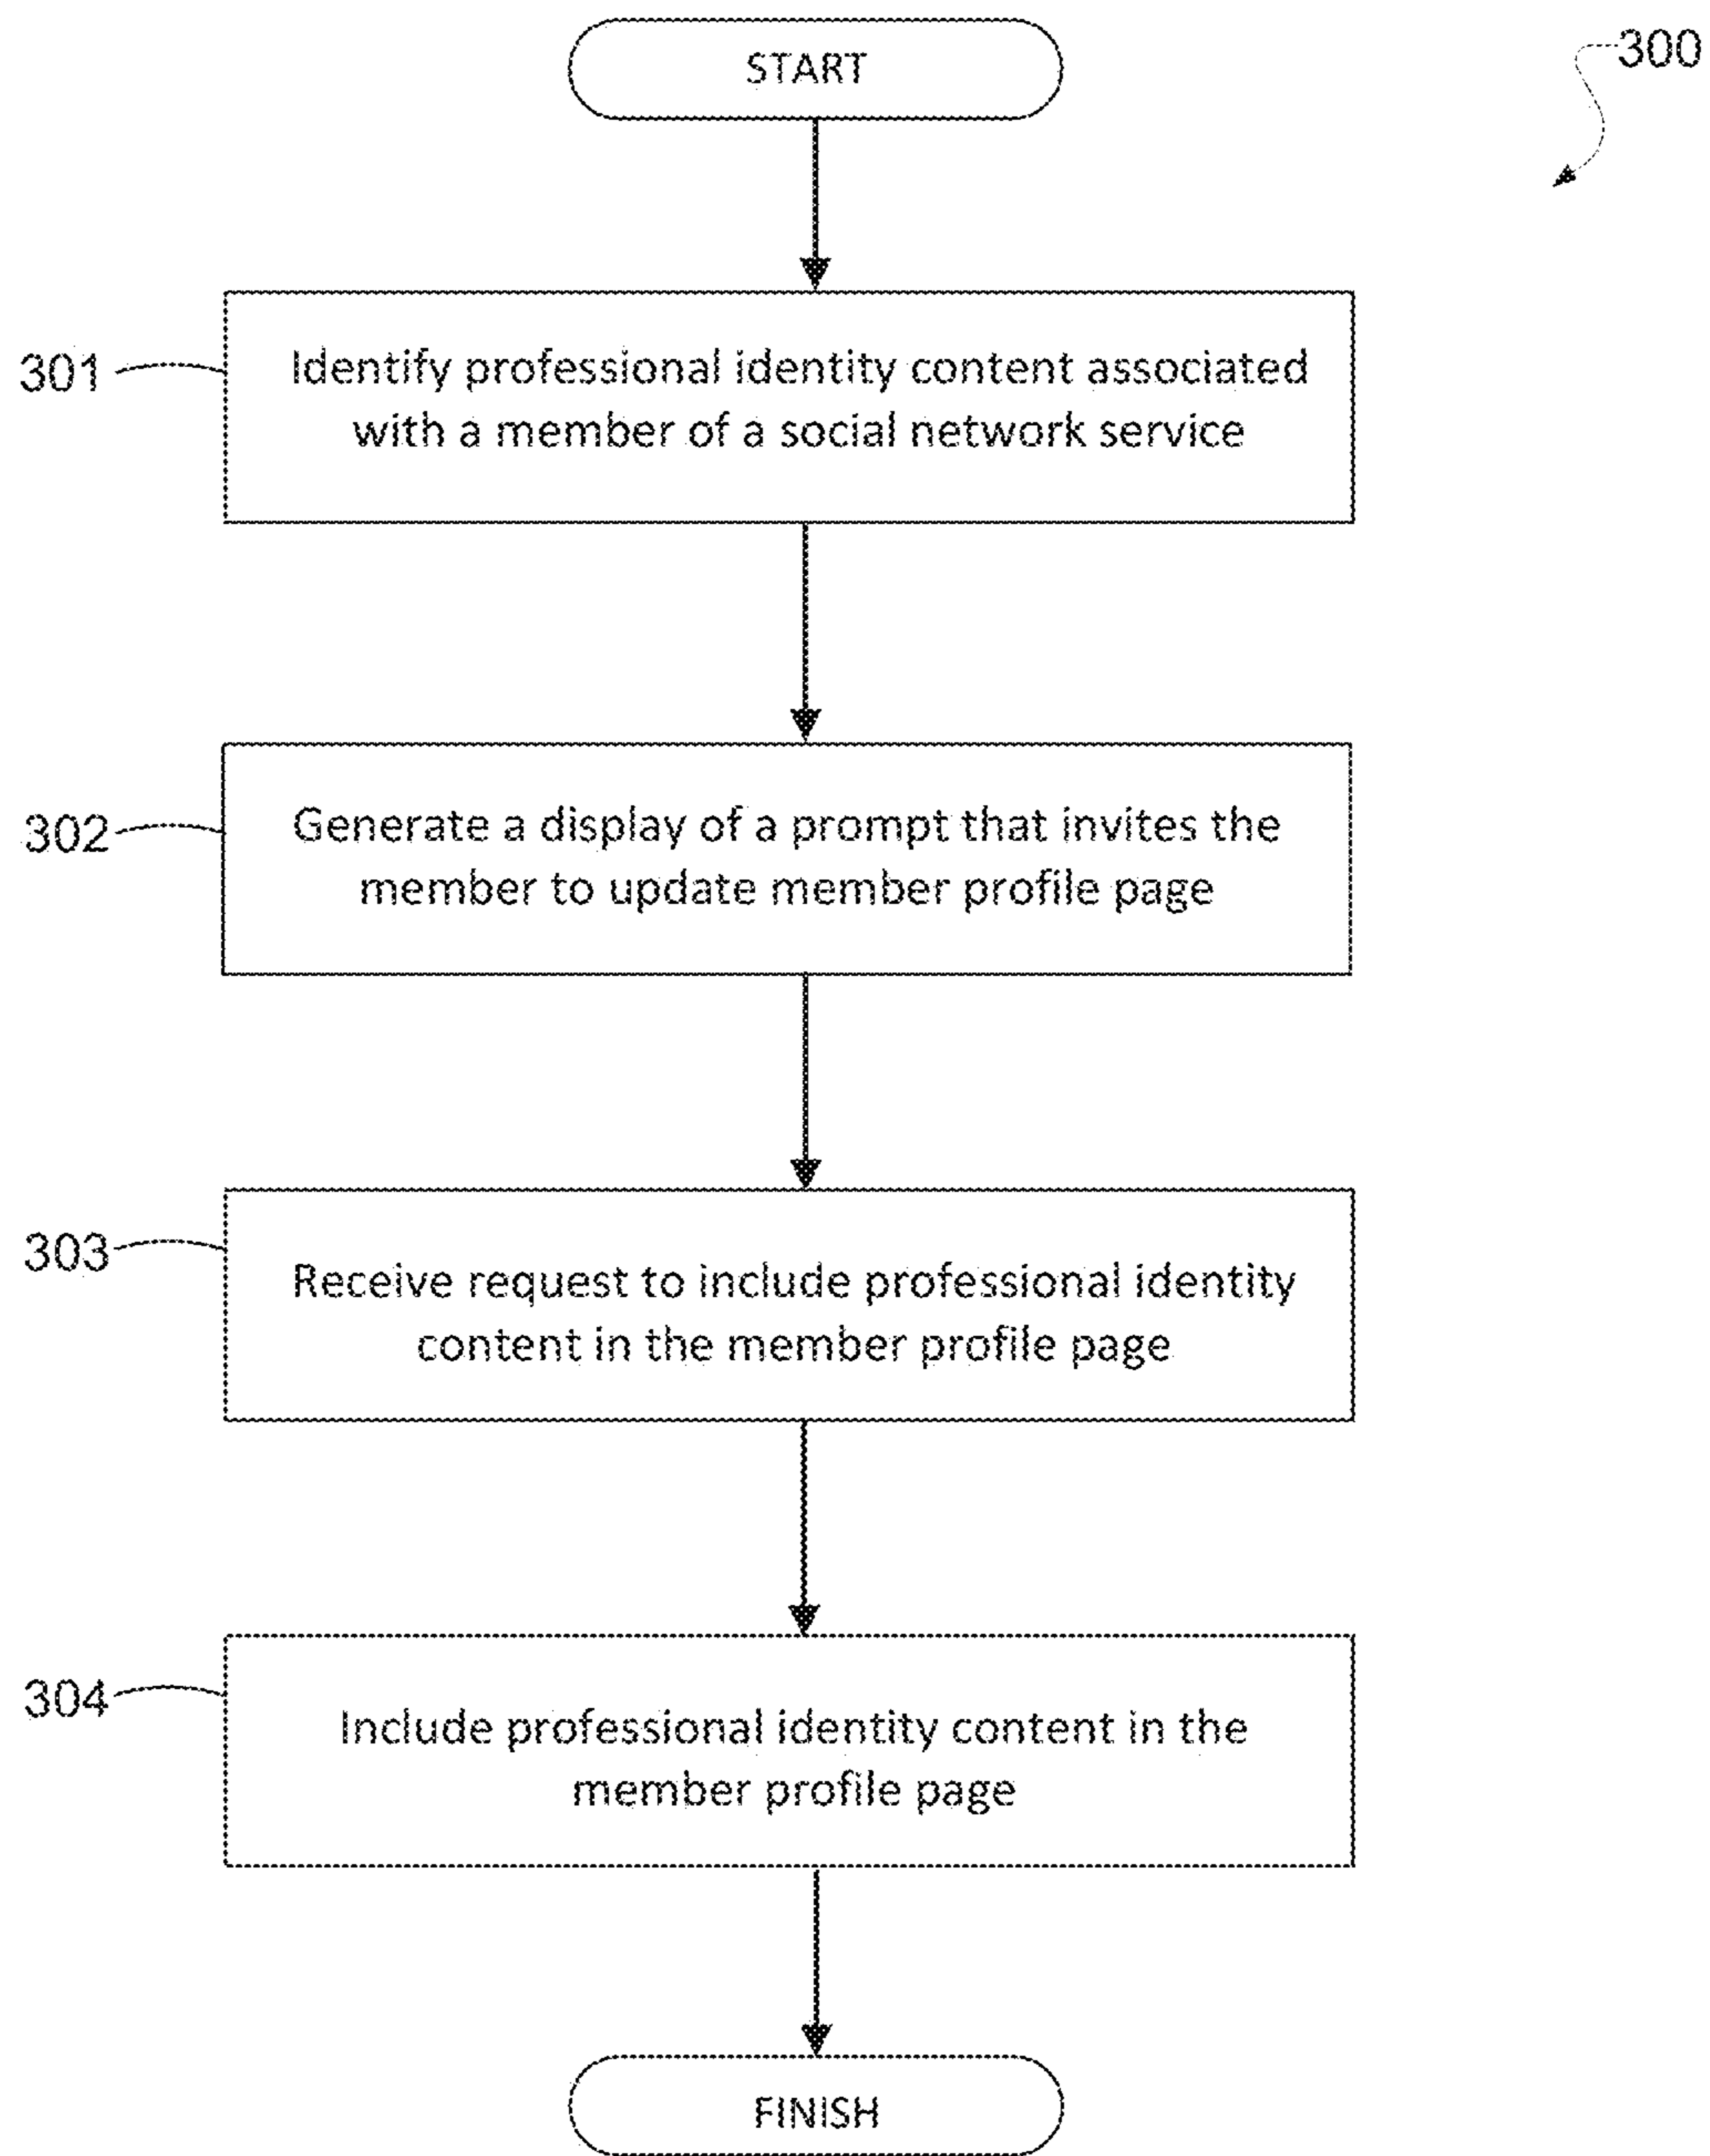 START
300
301
Identify professional identity content associated
with a member of a social network service
302
Generate a display of a prompt that invites the
member to update member profile page
303
Receive request to include professional identity
content in the member profile page
304
Include professional identity content in the
member profile page
FINISH